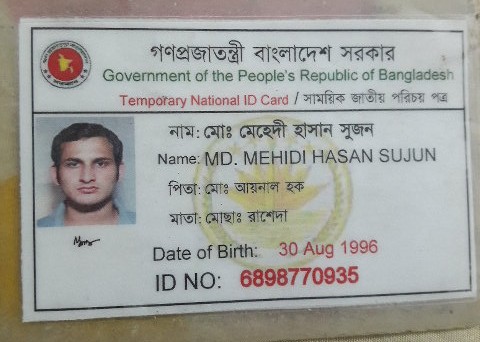 গণপ্রজাতন্ত্রী বাংলাদেশ সরকার
Government of the People's Republic of Bangladesh
Temporary National ID Card / সাময়িক জাতীয় পরিচয় পত্র
নাম: মোঃ মেহেদী হাসান সুজন
Name: MD. MEHIDI HASAN SUJUN
পিতা: মোঃ আয়নাল হক
মাতা: মোছাঃ রাশেদা
Date of Birth: 30 Aug 1996
ID NO: 6898770935